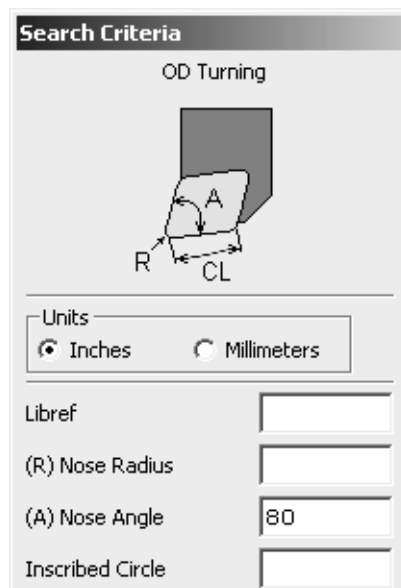 Search Criteria
OD Turning
A
R
CL
Units
Inches Millimeters
Libref
(R) Nose Radius
(A) Nose Angle 80
Inscribed Circle